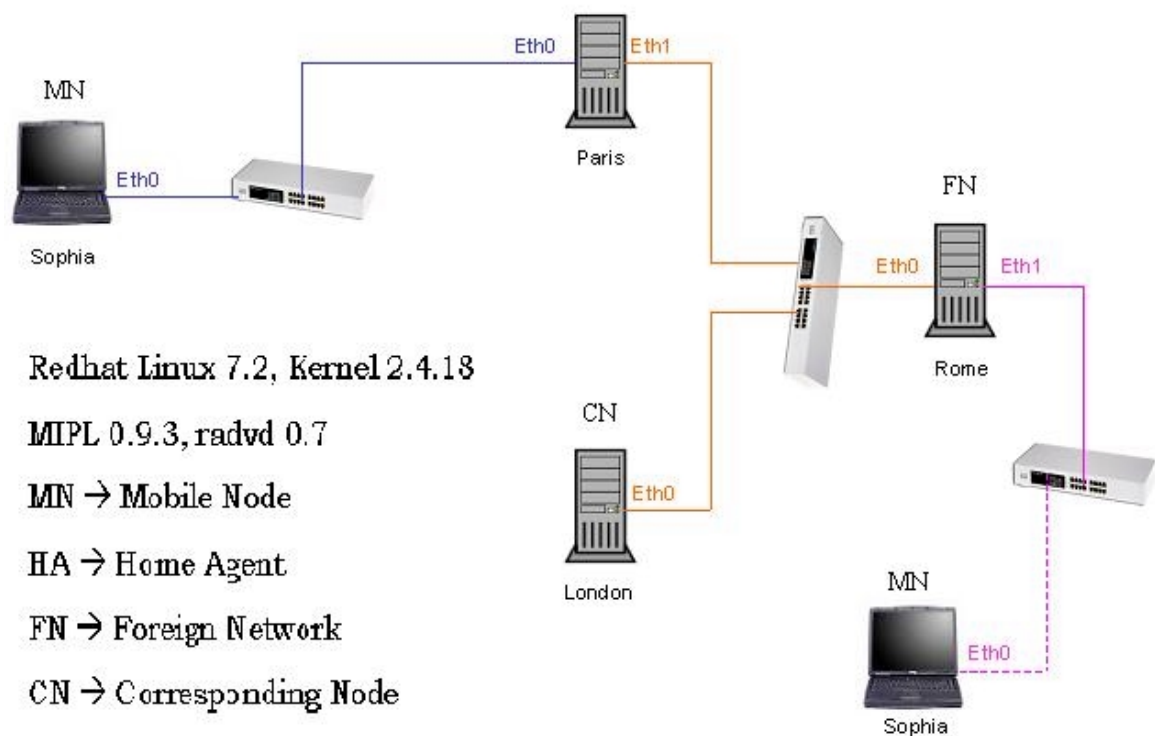 Eth0
Eth1
MN
Paris
Eth0
FN
Sophia
Eth0
Eth1
Redhat Linux 7.2, Kernel 2.4.18
Rome
MIPL 0.9.3, radvd 0.7
CN
MN → Mobile Node
Eth0
HA → Home Agent
London
MN
FN → Foreign Network
Eth0
CN → Corresponding Node
Sophia